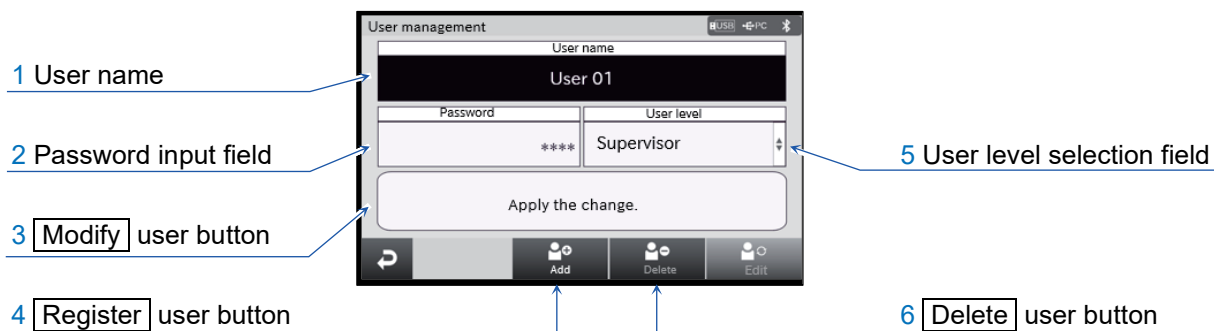 User management
USB PC
User name
1 User name
User 01
Password
User level
2 Password input field
****
Supervisor
5 User level selection field
Apply the change.
3 Modify user button
Add
Delete
Edit
4 Register user button
6 Delete user button